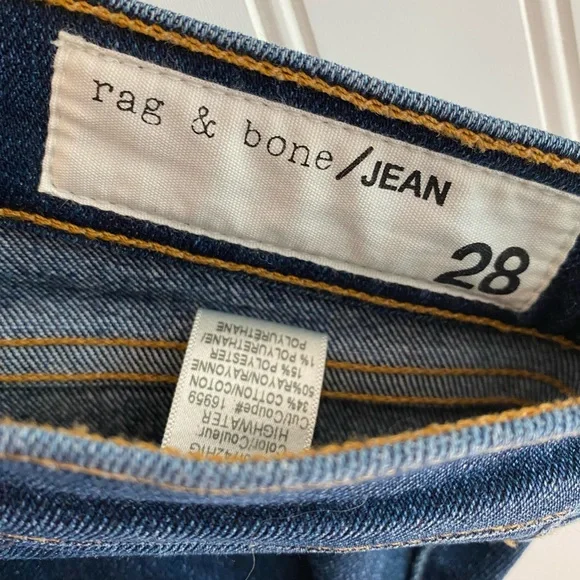 rag & bone/JEAN
28
Color/Couleur
HIGHWATER
Cut/Coupe# 16959
34% COTTON/COTON
50%RAYON/RAYONNE
15% POLYESTER
1% POLYURETHANE/
POLYURETHANE